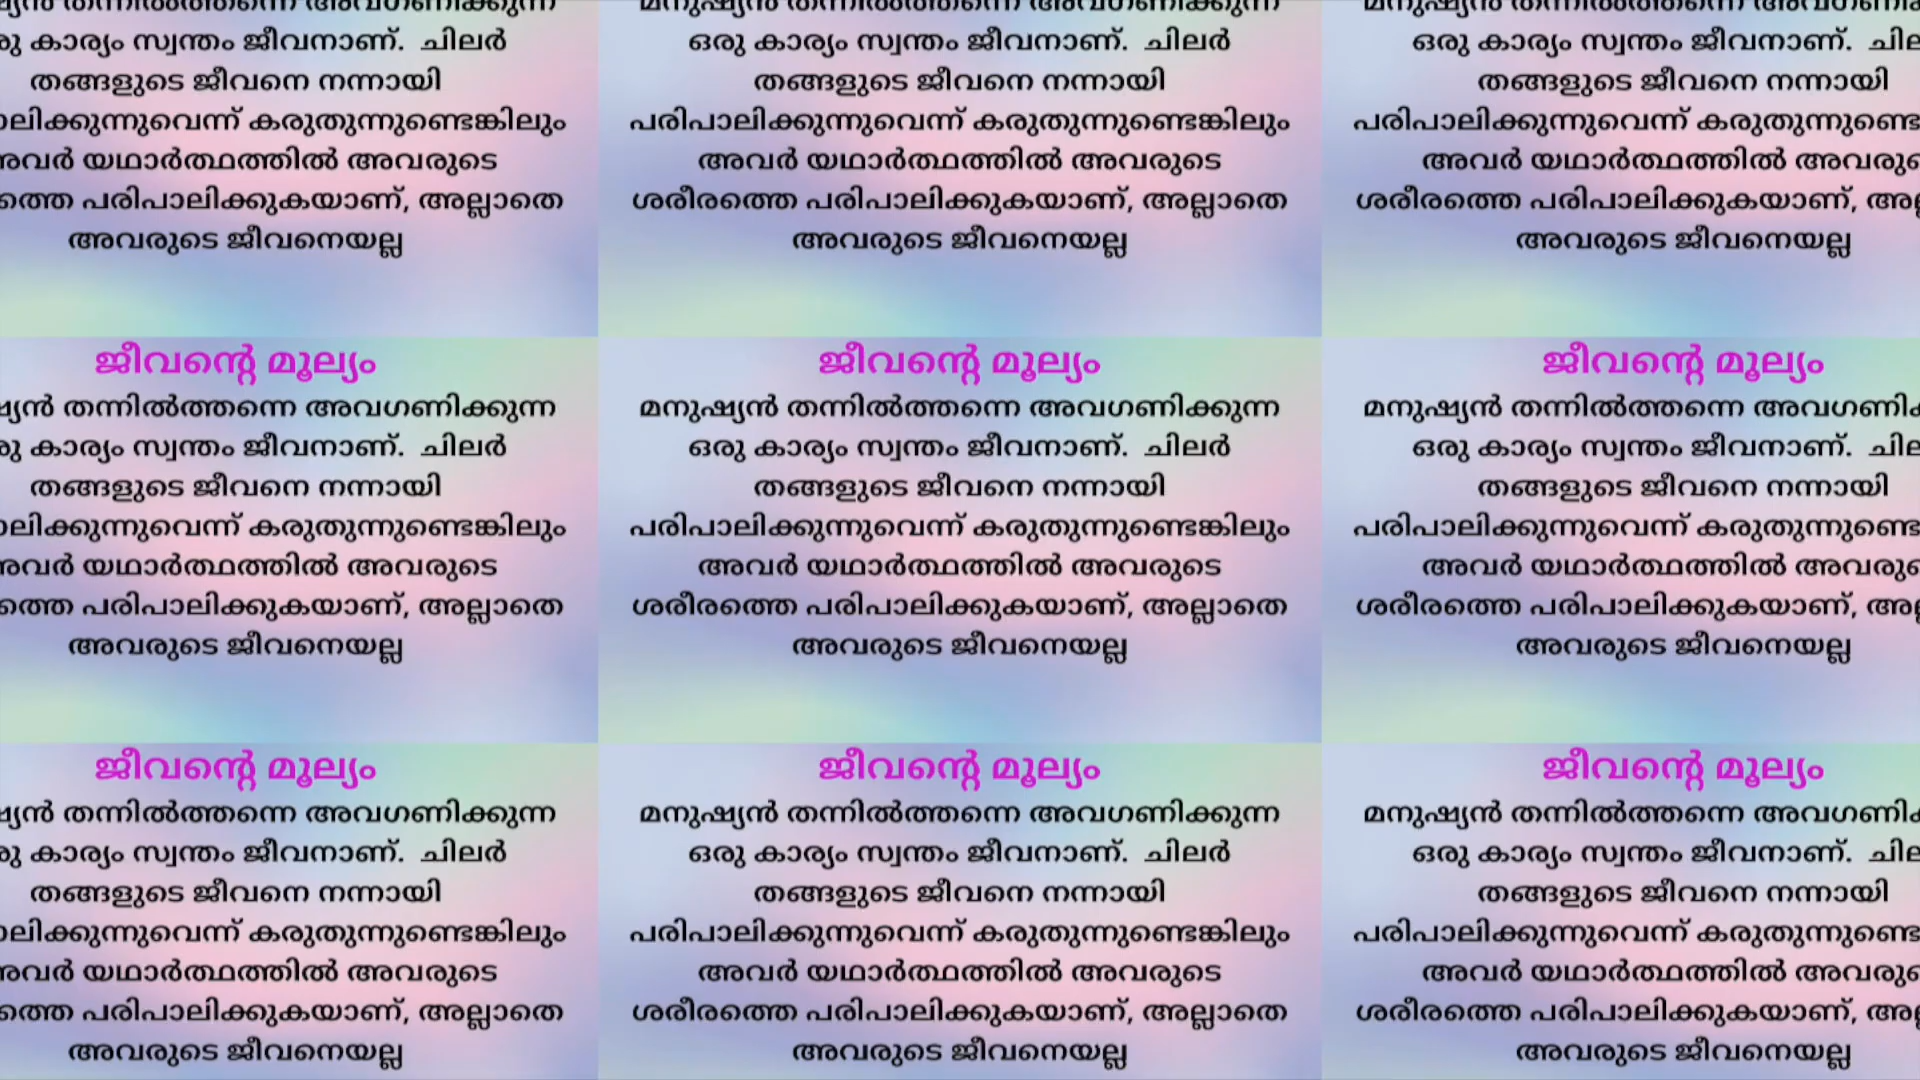 ജീവന്റെ മൂല്യം
മനുഷ്യൻ തന്നിൽത്തന്നെ അവഗണിക്കുന്ന
ഒരു കാര്യം സ്വന്തം ജീവനാണ്. ചിലർ
തങ്ങളുടെ ജീവനെ നന്നായി
പരിപാലിക്കുന്നുവെന്ന് കരുതുന്നുണ്ടെങ്കിലും
അവർ യഥാർത്ഥത്തിൽ അവരുടെ
ശരീരത്തെ പരിപാലിക്കുകയാണ്, അല്ലാതെ
അവരുടെ ജീവനെയല്ല